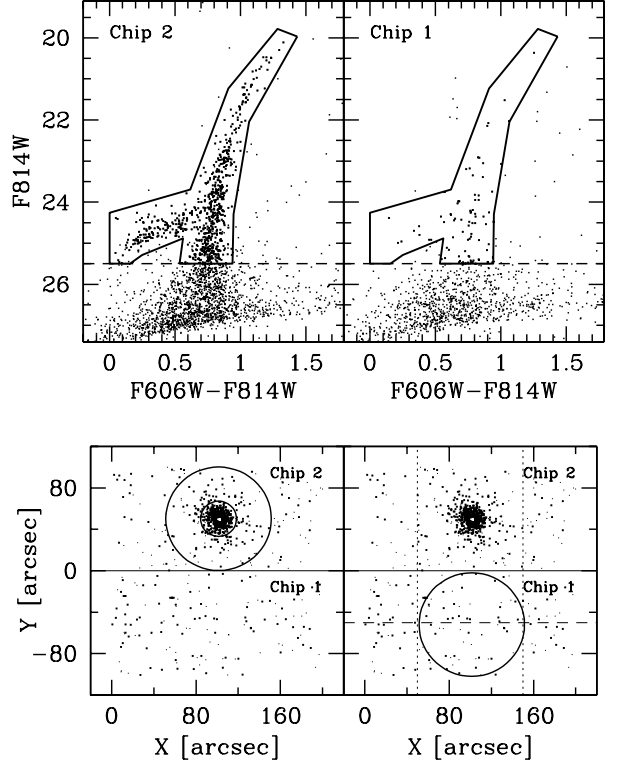 Chip 2
Chip 1
20
22
24
26
F814W
0 0.5 1 1.5
0 0.5 1 1.5
F606W−F814W
F606W−F814W
Chip 2
Chip 2
80
0
−80
Y [arcsec]
Chip 1
Chip 1
0 80 160
0 80 160
X [arcsec]
X [arcsec]